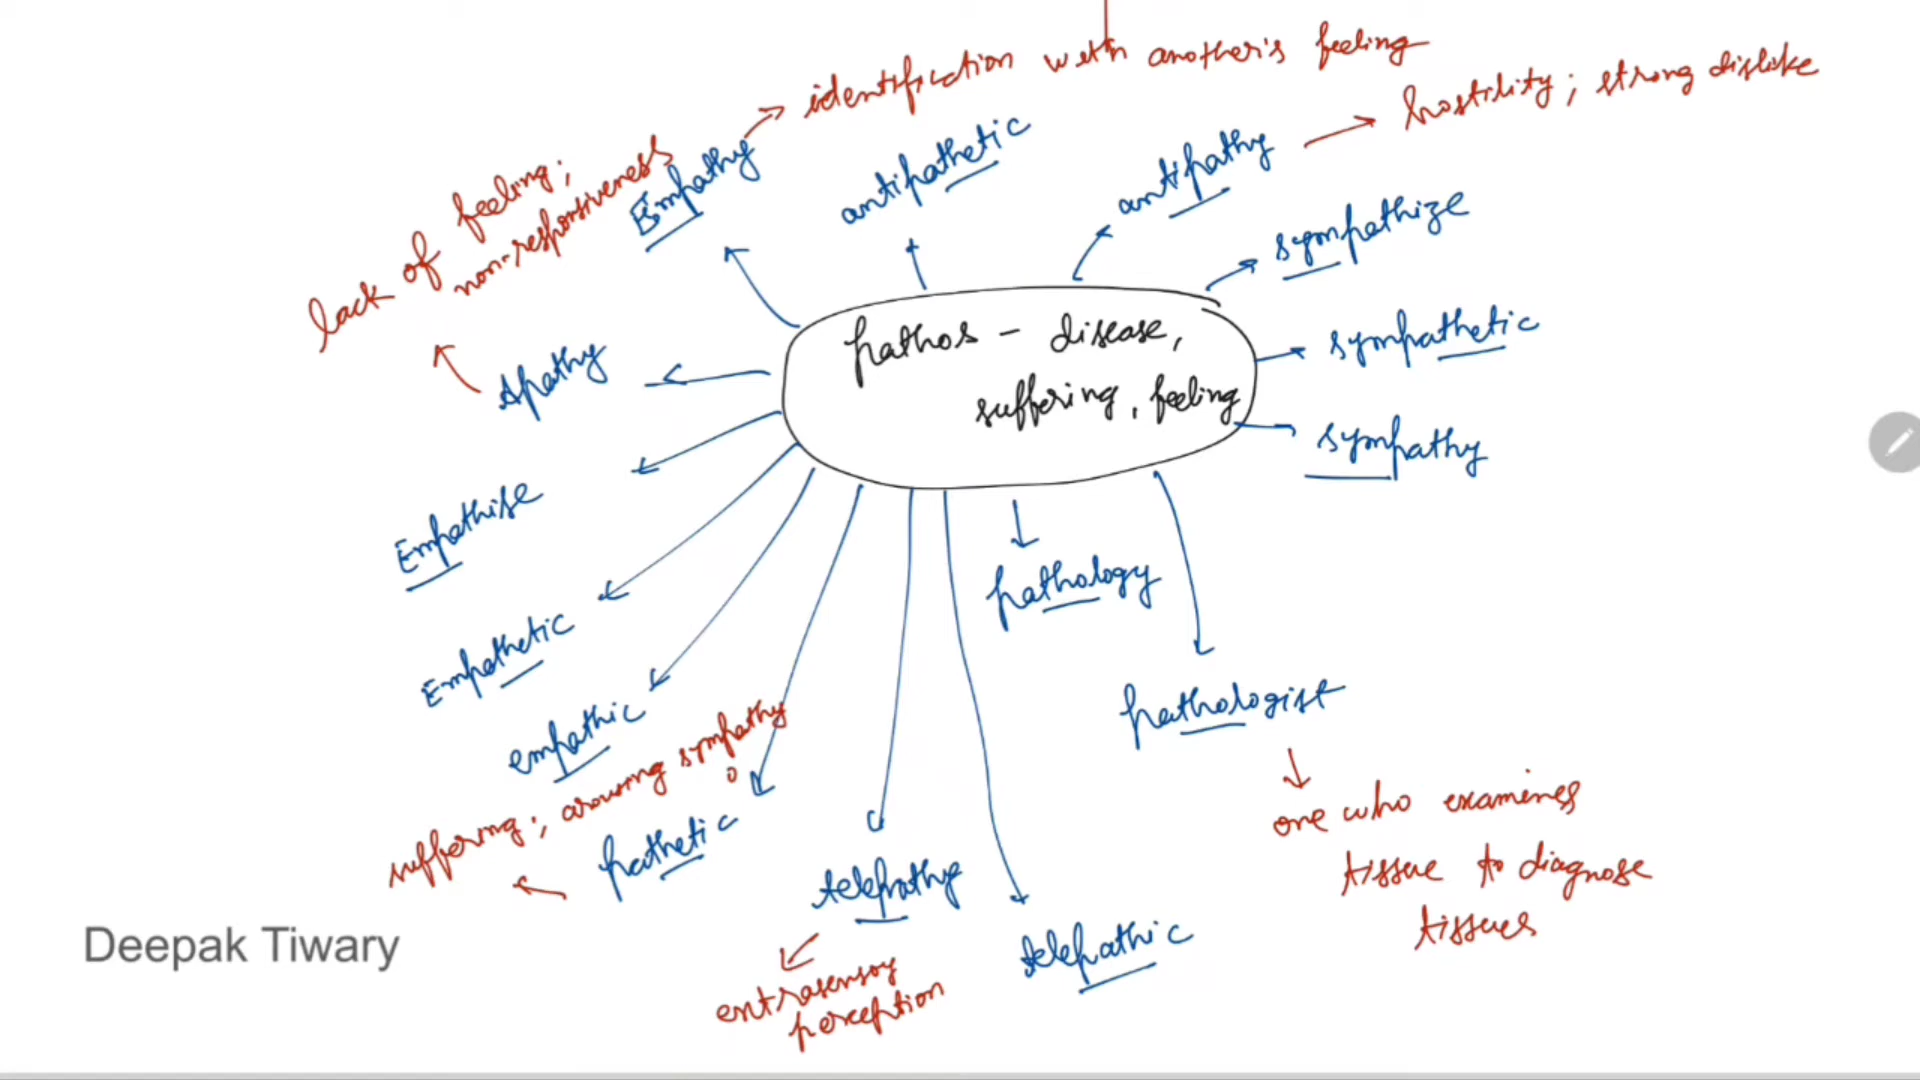 identification with another's feeling
hostility; strong dislike
lack of feeling;
non-responsiveness
Empathy
antipathetic
antipathy
sympathize
pathos - disease,
suffering, feeling
sympathetic
sympathy
Apathy
Empathise
Empathetic
empathic
pathology
pathologist
one who examines
tissue to diagnose
tissues
suffering; arousing sympathy
pathetic
telepathy
telepathic
extrasensory
perception
Deepak Tiwary